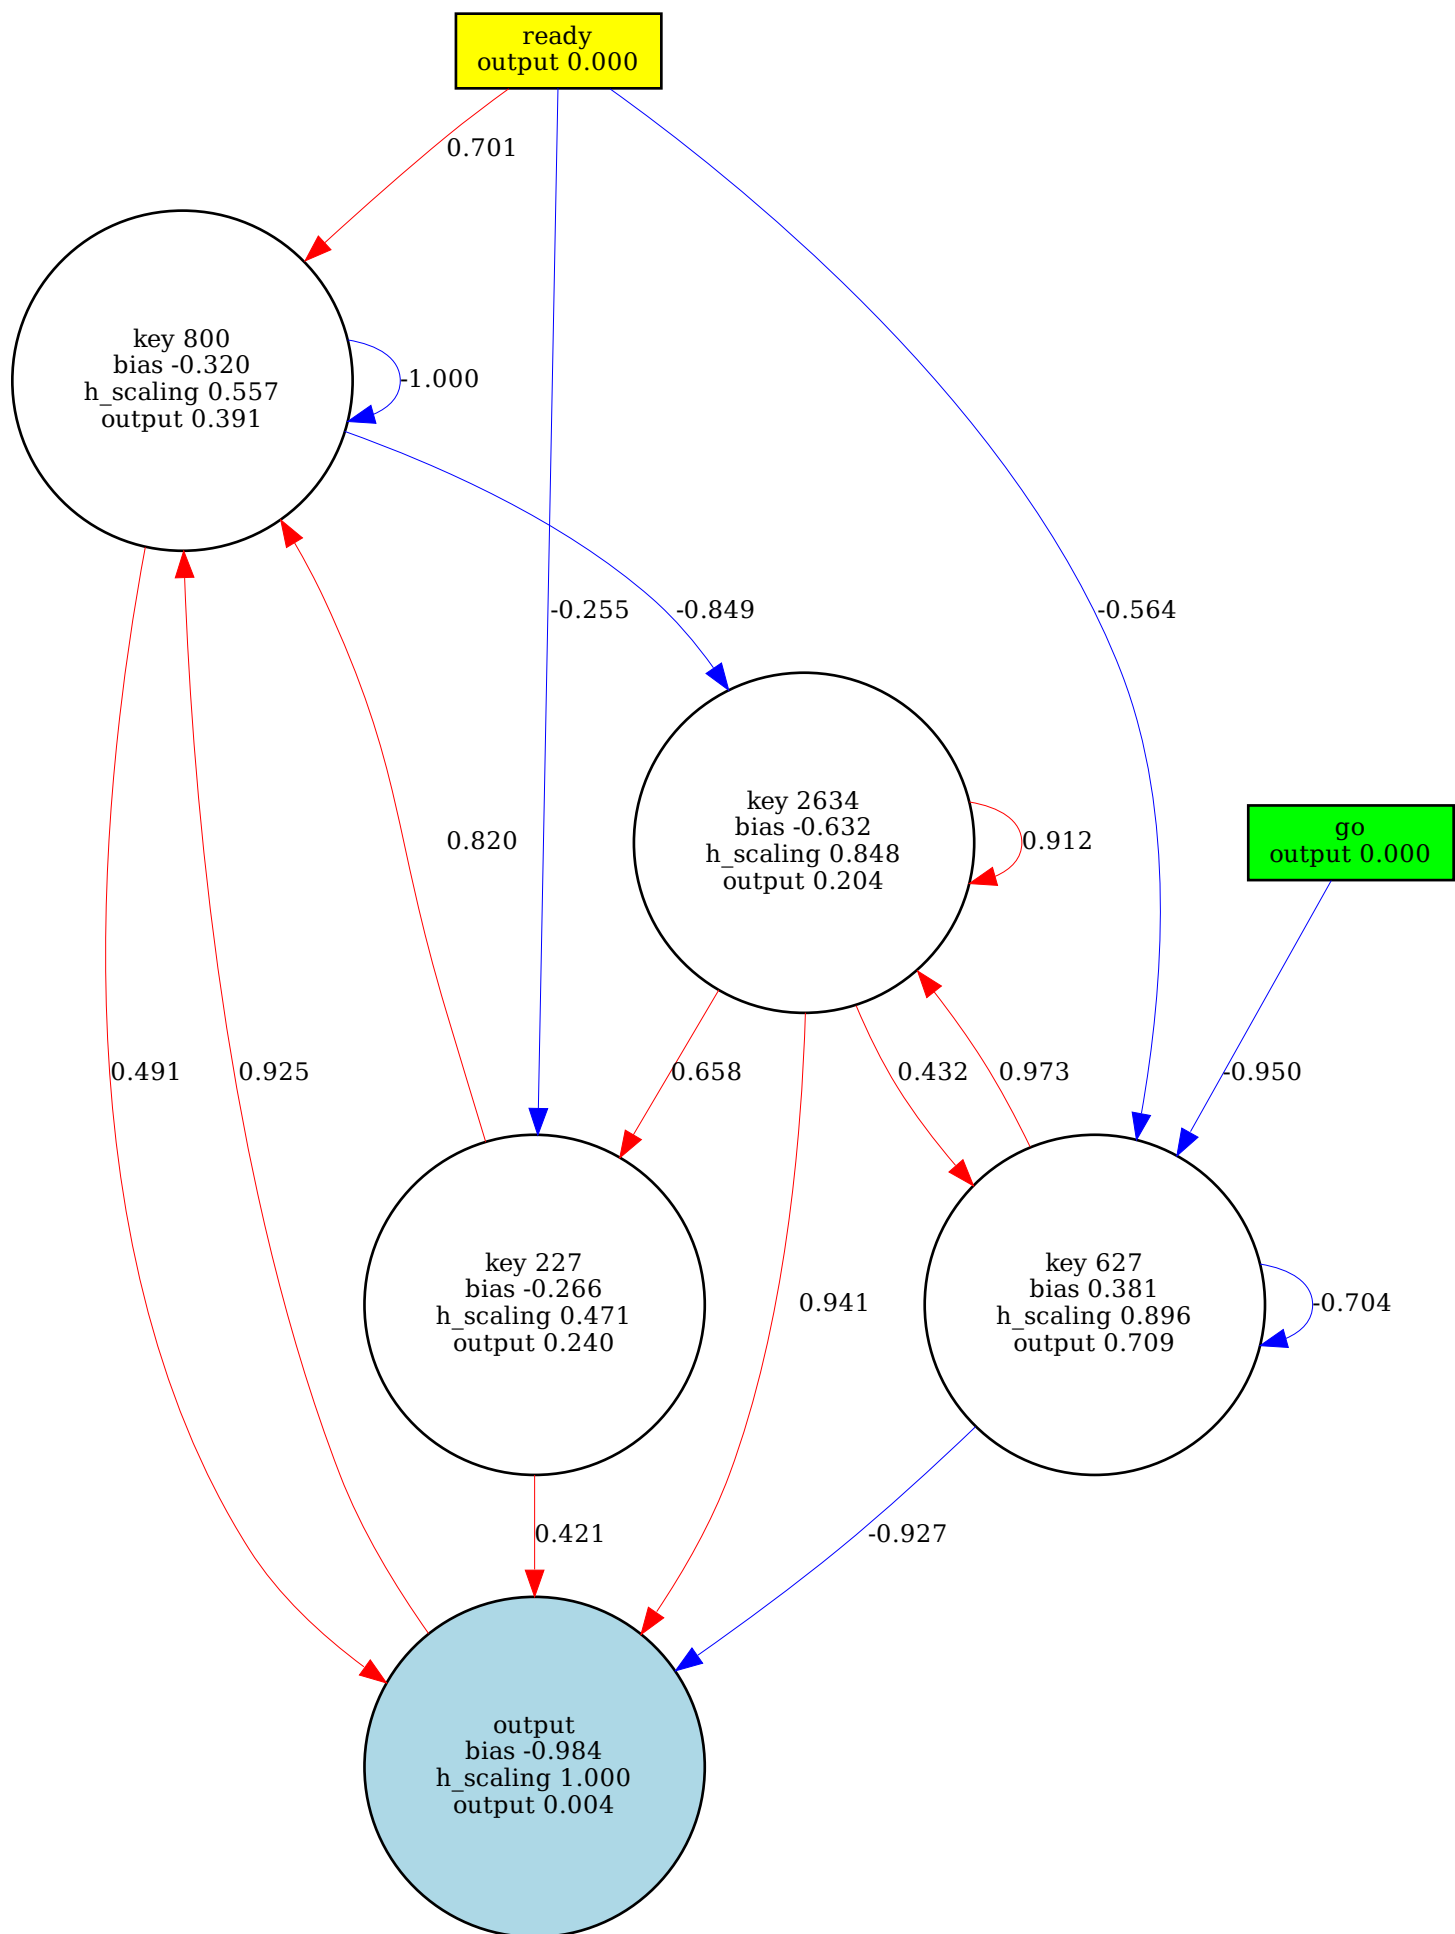 ready
output 0.000
0.701
key 800
bias -0.320
h_scaling 0.557
output 0.391
-1.000
-0.255
-0.849
-0.564
key 2634
bias -0.632
h_scaling 0.848
output 0.204
0.820
0.912
go
output 0.000
0.491
0.925
0.658
0.432
0.973
-0.950
key 227
bias -0.266
h_scaling 0.471
output 0.240
0.941
key 627
bias 0.381
h_scaling 0.896
output 0.709
-0.704
0.421
-0.927
output
bias -0.984
h_scaling 1.000
output 0.004